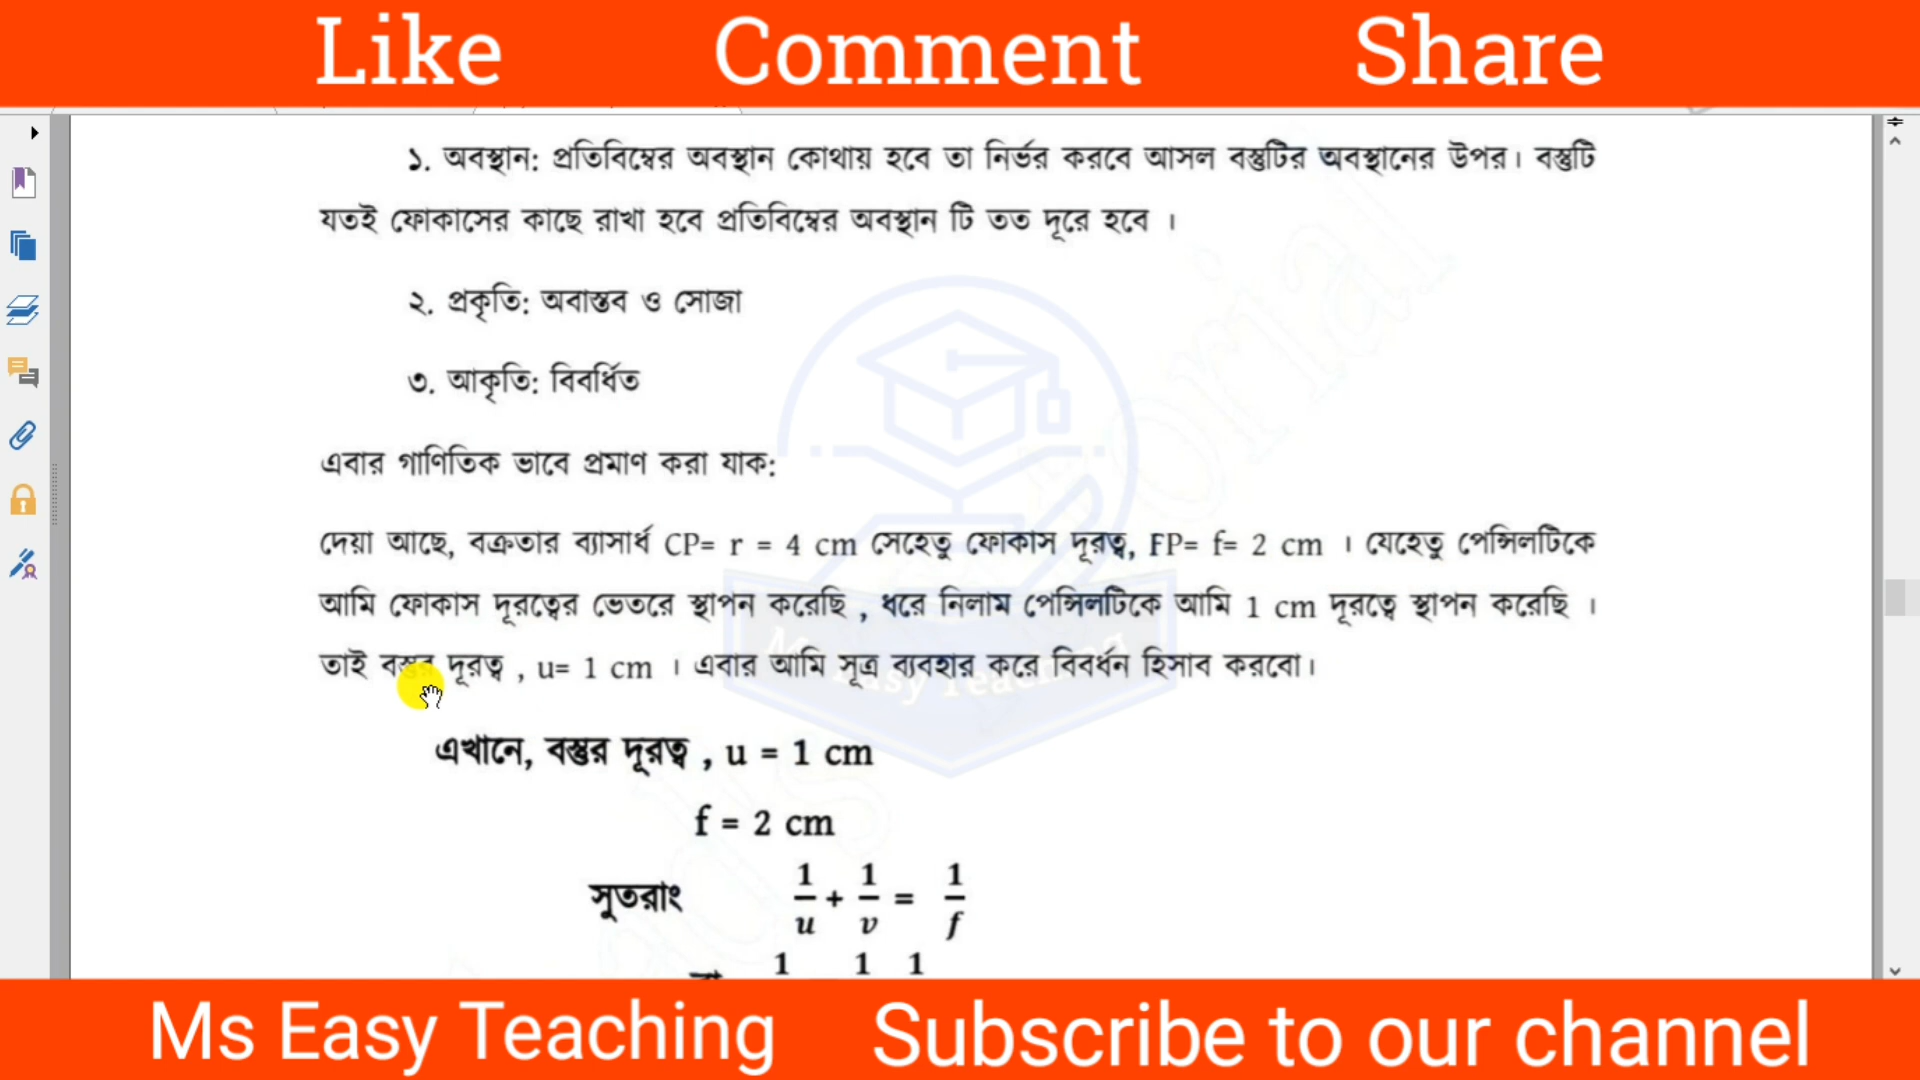 Like Comment Share
১. অবস্থান: প্রতিবিম্বের অবস্থান কোথায় হবে তা নির্ভর করবে আসল বস্তুটির অবস্থানের উপর। বস্তুটি
যতই ফোকাসের কাছে রাখা হবে প্রতিবিম্বের অবস্থান টি তত দূরে হবে ।
২. প্রকৃতি: অবাস্তব ও সোজা
৩. আকৃতি: বিবর্ধিত
এবার গাণিতিক ভাবে প্রমাণ করা যাক:
দেয়া আছে, বক্রতার ব্যাসার্ধ CP= r = 4 cm সেহেতু ফোকাস দূরত্ব, FP= f= 2 cm । যেহেতু পেন্সিলটিকে
আমি ফোকাস দূরত্বের ভেতরে স্থাপন করেছি , ধরে নিলাম পেন্সিলটিকে আমি 1 cm দূরত্বে স্থাপন করেছি ।
তাই বস্তুর দূরত্ব , u= 1 cm । এবার আমি সূত্র ব্যবহার করে বিবর্ধন হিসাব করবো।
এখানে, বস্তুর দূরত্ব , u = 1 cm
f = 2 cm
সুতরাং 1/u + 1/v = 1/f
1 1 1
Ms Easy Teaching Subscribe to our channel